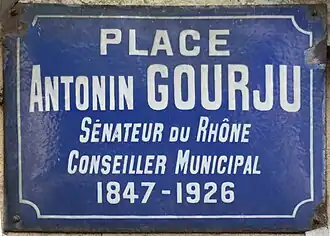 PLACE
ANTONIN GOURJU
SÉNATEUR DU RHÔNE
CONSEILLER MUNICIPAL
1847-1926